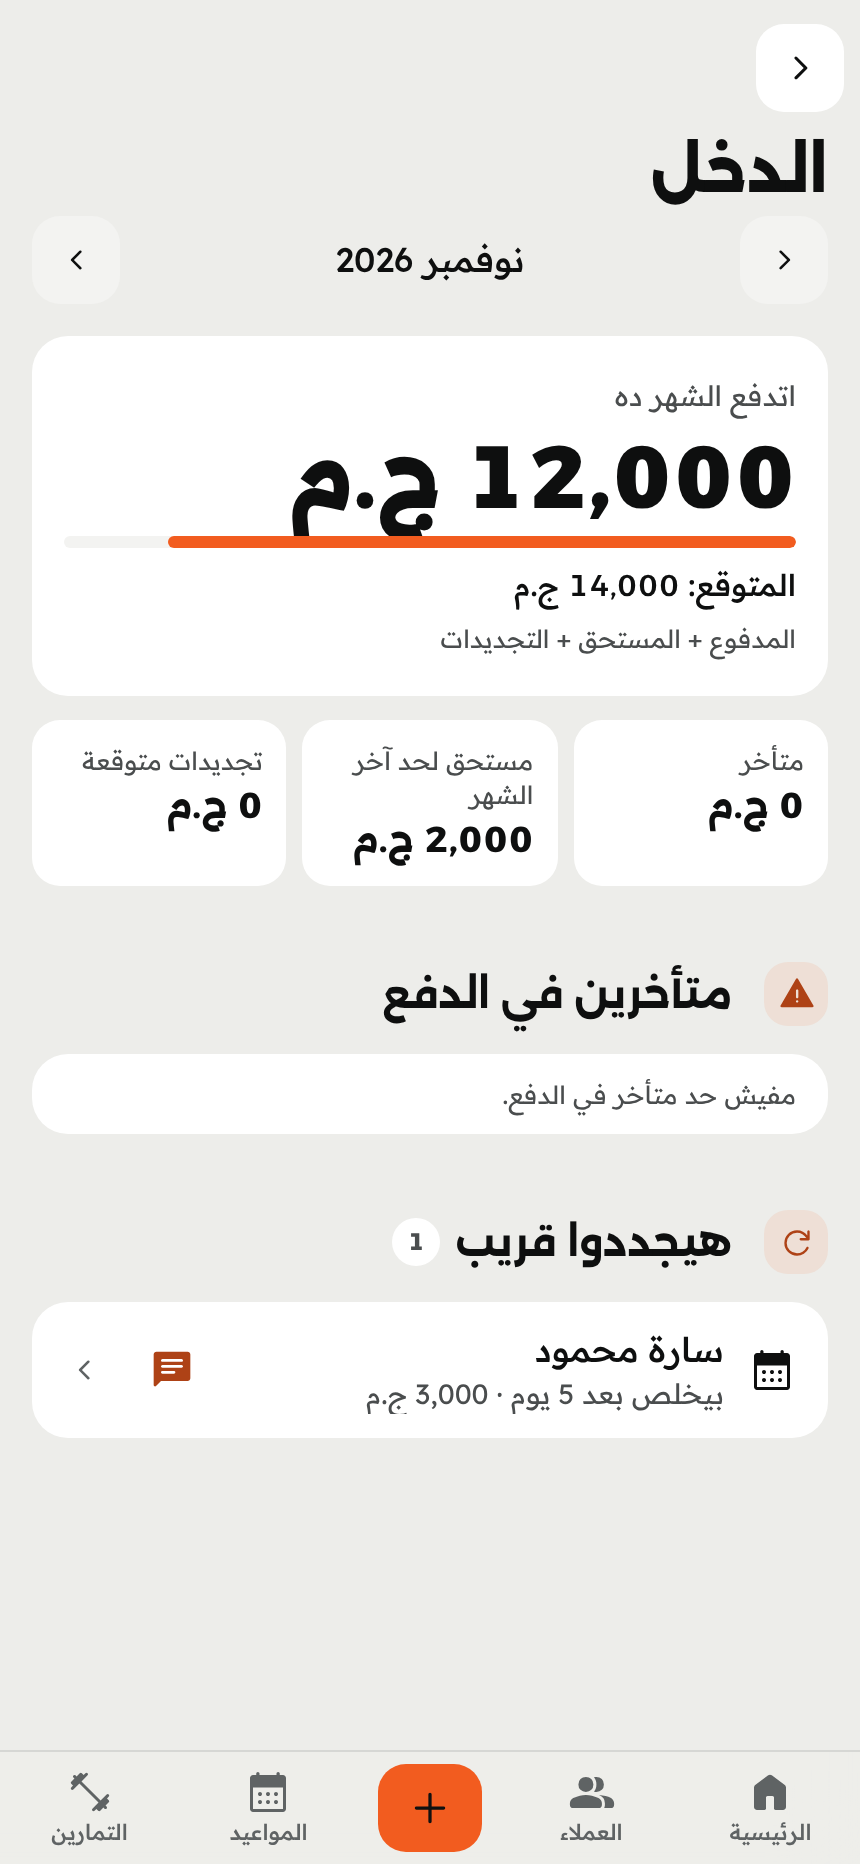 الدخل
نوفمبر 2026
اتدفع الشهر ده
12,000 ج.م
المتوقع: 14,000 ج.م
المدفوع + المستحق + التجديدات
متأخر
0 ج.م
مستحق لحد آخر
الشهر
2,000 ج.م
تجديدات متوقعة
0 ج.م
متأخرين في الدفع
مفيش حد متأخر في الدفع.
هيجددوا قريب 1
سارة محمود
بيخلص بعد 5 يوم · 3,000 ج.م
الرئيسية
العملاء
المواعيد
التمارين